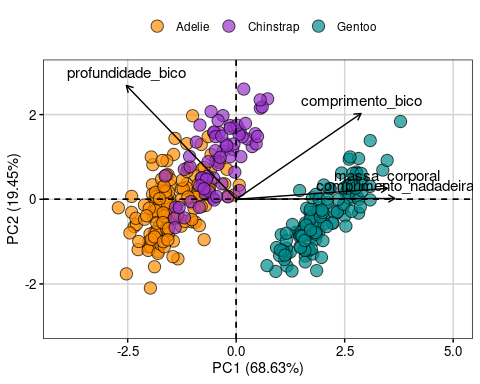 Adelie Chinstrap Gentoo
profundidade_bico
comprimento_bico
massa_corporal
comprimento_nadadeira
PC2 (19.45%)
2
0
-2
-2.5 0.0 2.5 5.0
PC1 (68.63%)